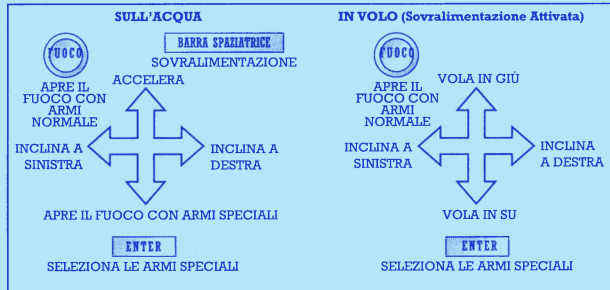 SULL'ACQUA
FUOCO
BARRA SPAZIATRICE
SOVRALIMENTAZIONE
APRE IL
FUOCO CON
ARMI
NORMALE
ACCELERA
INCLINA A
SINISTRA
INCLINA A
DESTRA
APRE IL FUOCO CON ARMI SPECIALI
ENTER
SELEZIONA LE ARMI SPECIALI
IN VOLO (Sovralimentazione Attivata)
FUOCO
APRE IL
FUOCO CON
ARMI
NORMALE
VOLA IN GIÙ
INCLINA A
SINISTRA
INCLINA
A DESTRA
VOLA IN SU
ENTER
SELEZIONA LE ARMI SPECIALI